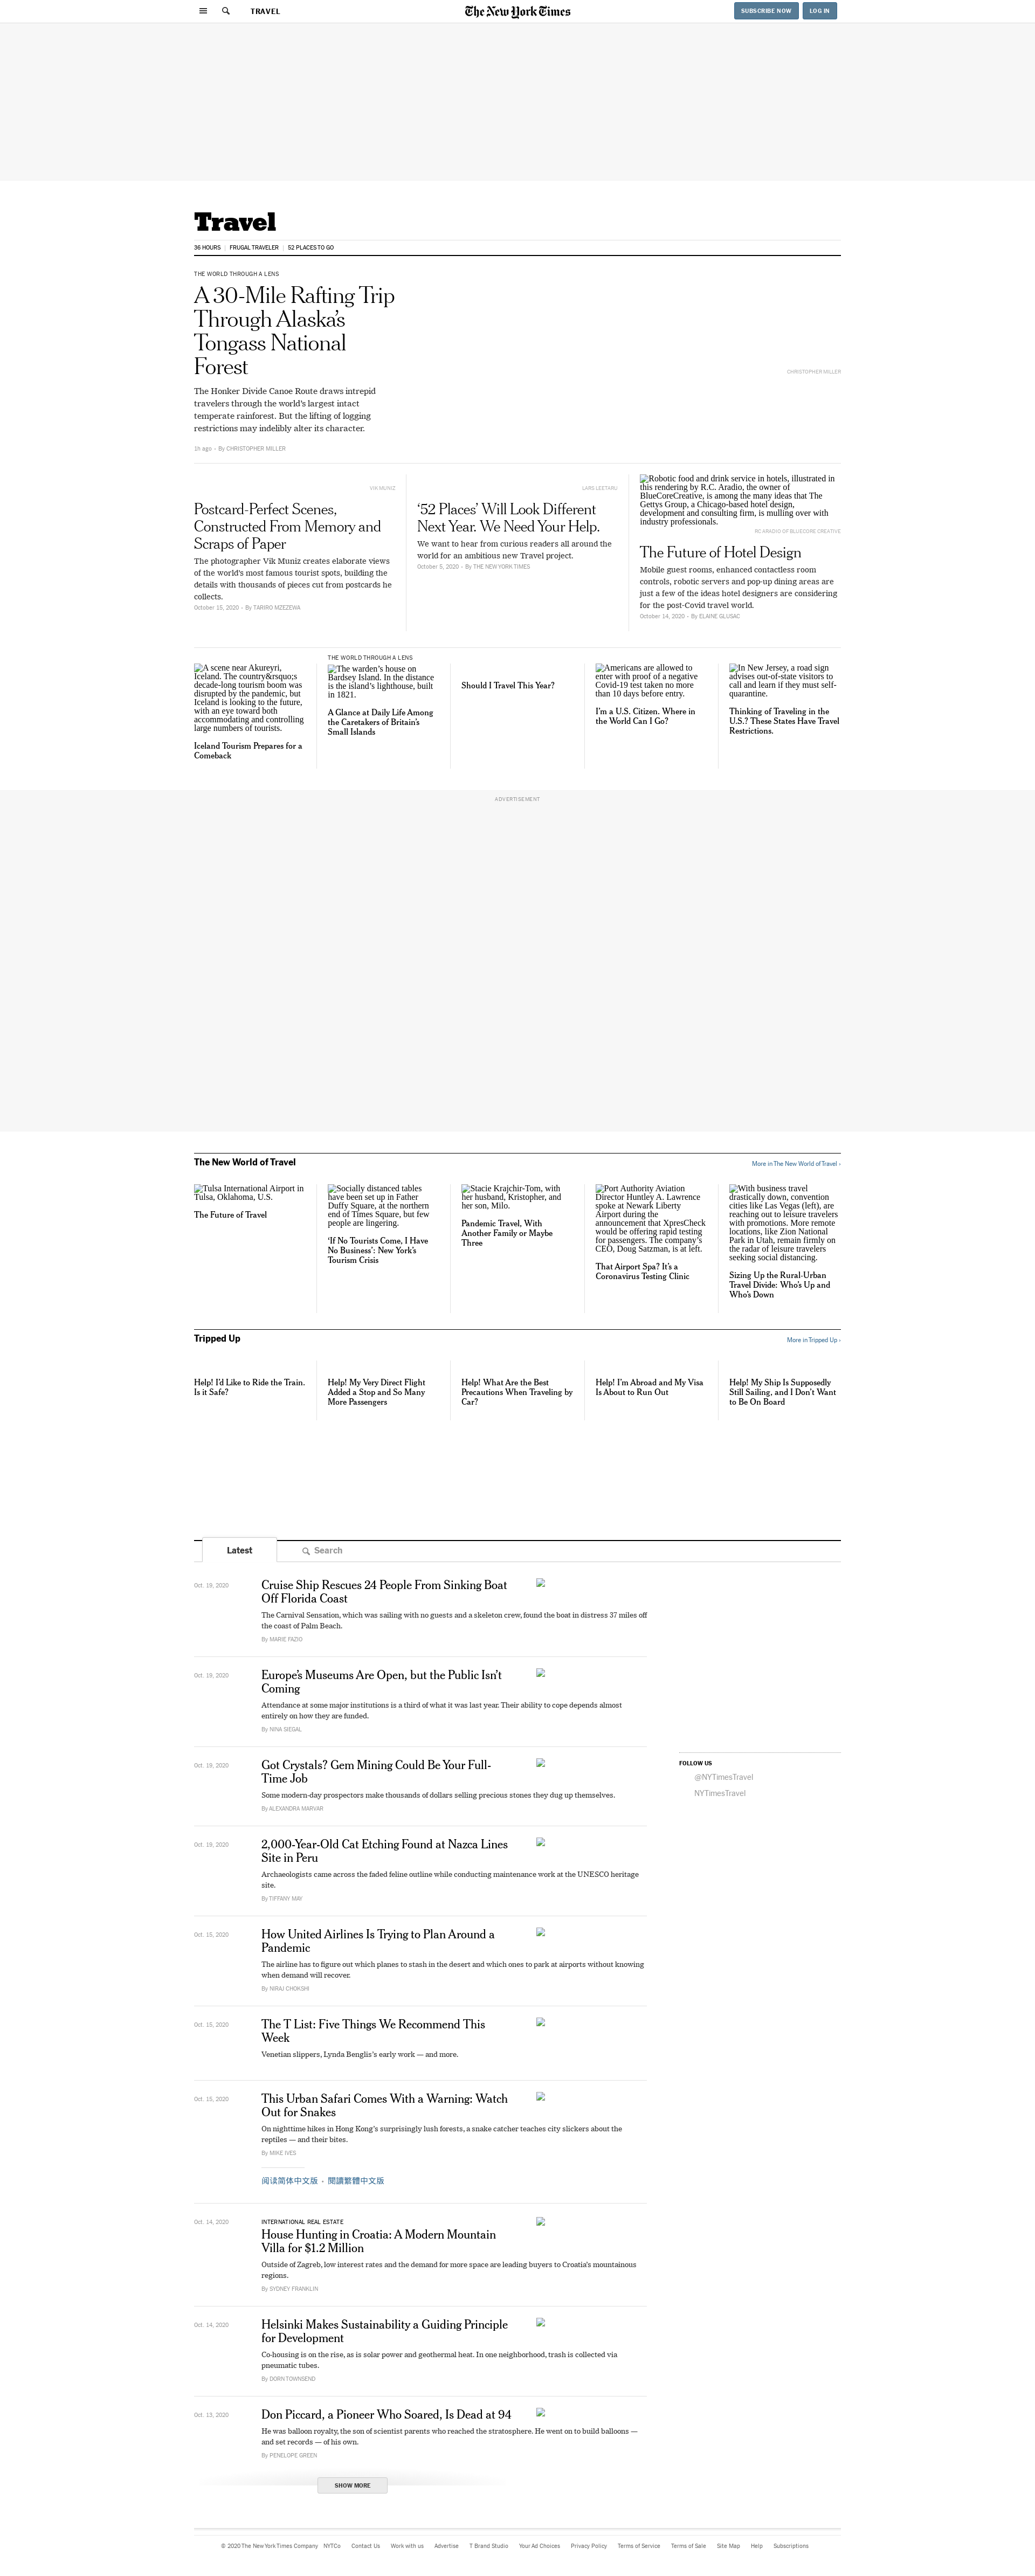 TRAVEL
The New York Times
SUBSCRIBE NOW
LOG IN
Travel
36 HOURS
FRUGAL TRAVELER
52 PLACES TO GO
THE WORLD THROUGH A LENS
A 30-Mile Rafting Trip
Through Alaska’s
Tongass National
Forest
The Honker Divide Canoe Route draws intrepid
travelers through the world’s largest intact
temperate rainforest. But the lifting of logging
restrictions may indelibly alter its character.
1h ago - By CHRISTOPHER MILLER
CHRISTOPHER MILLER
VIK MUNIZ
Postcard-Perfect Scenes,
Constructed From Memory and
Scraps of Paper
The photographer Vik Muniz creates elaborate views
of the world’s most famous tourist spots, building the
details with thousands of pieces cut from postcards he
collects.
October 15, 2020 - By TARIRO MZEZEWA
LARS LEETARU
‘52 Places’ Will Look Different
Next Year. We Need Your Help.
We want to hear from curious readers all around the
world for an ambitious new Travel project.
October 5, 2020 - By THE NEW YORK TIMES
Robotic food and drink service in hotels, illustrated in
this rendering by R.C. Aradio, the owner of
BlueCoreCreative, is among the many ideas that The
Gettys Group, a Chicago-based hotel design,
development and consulting firm, is mulling over with
industry professionals.
RC ARADIO OF BLUECORE CREATIVE
The Future of Hotel Design
Mobile guest rooms, enhanced contactless room
controls, robotic servers and pop-up dining areas are
just a few of the ideas hotel designers are considering
for the post-Covid travel world.
October 14, 2020 - By ELAINE GLUSAC
A scene near Akureyri,
Iceland. The country&rsquo;s
decade-long tourism boom was
disrupted by the pandemic, but
Iceland is looking to the future,
with an eye toward both
accommodating and controlling
large numbers of tourists.
Iceland Tourism Prepares for a
Comeback
THE WORLD THROUGH A LENS
The warden’s house on
Bardsey Island. In the distance
is the island’s lighthouse, built
in 1821.
A Glance at Daily Life Among
the Caretakers of Britain’s
Small Islands
Should I Travel This Year?
Americans are allowed to
enter with proof of a negative
Covid-19 test taken no more
than 10 days before entry.
I’m a U.S. Citizen. Where in
the World Can I Go?
In New Jersey, a road sign
advises out-of-state visitors to
call and learn if they must self-
quarantine.
Thinking of Traveling in the
U.S.? These States Have Travel
Restrictions.
ADVERTISEMENT
The New World of Travel
More in The New World of Travel ›
Tulsa International Airport in
Tulsa, Oklahoma, U.S.
The Future of Travel
Socially distanced tables
have been set up in Father
Duffy Square, at the northern
end of Times Square, but few
people are lingering.
‘If No Tourists Come, I Have
No Business’: New York’s
Tourism Crisis
Stacie Krajchir-Tom, with
her husband, Kristopher, and
her son, Milo.
Pandemic Travel, With
Another Family or Maybe
Three
Port Authority Aviation
Director Huntley A. Lawrence
spoke at Newark Liberty
Airport during the
announcement that XpresCheck
would be offering rapid testing
for passengers. The company’s
CEO, Doug Satzman, is at left.
That Airport Spa? It’s a
Coronavirus Testing Clinic
With business travel
drastically down, convention
cities like Las Vegas (left), are
reaching out to leisure travelers
with promotions. More remote
locations, like Zion National
Park in Utah, remain firmly on
the radar of leisure travelers
seeking social distancing.
Sizing Up the Rural-Urban
Travel Divide: Who’s Up and
Who’s Down
Tripped Up
More in Tripped Up ›
Help! I’d Like to Ride the Train.
Is it Safe?
Help! My Very Direct Flight
Added a Stop and So Many
More Passengers
Help! What Are the Best
Precautions When Traveling by
Car?
Help! I’m Abroad and My Visa
Is About to Run Out
Help! My Ship Is Supposedly
Still Sailing, and I Don’t Want
to Be On Board
Latest
Search
Oct. 19, 2020
Cruise Ship Rescues 24 People From Sinking Boat
Off Florida Coast
The Carnival Sensation, which was sailing with no guests and a skeleton crew, found the boat in distress 37 miles off
the coast of Palm Beach.
By MARIE FAZIO
Oct. 19, 2020
Europe’s Museums Are Open, but the Public Isn’t
Coming
Attendance at some major institutions is a third of what it was last year. Their ability to cope depends almost
entirely on how they are funded.
By NINA SIEGAL
Oct. 19, 2020
Got Crystals? Gem Mining Could Be Your Full-
Time Job
Some modern-day prospectors make thousands of dollars selling precious stones they dug up themselves.
By ALEXANDRA MARVAR
Oct. 19, 2020
2,000-Year-Old Cat Etching Found at Nazca Lines
Site in Peru
Archaeologists came across the faded feline outline while conducting maintenance work at the UNESCO heritage
site.
By TIFFANY MAY
Oct. 15, 2020
How United Airlines Is Trying to Plan Around a
Pandemic
The airline has to figure out which planes to stash in the desert and which ones to park at airports without knowing
when demand will recover.
By NIRAJ CHOKSHI
Oct. 15, 2020
The T List: Five Things We Recommend This
Week
Venetian slippers, Lynda Benglis’s early work — and more.
Oct. 15, 2020
This Urban Safari Comes With a Warning: Watch
Out for Snakes
On nighttime hikes in Hong Kong’s surprisingly lush forests, a snake catcher teaches city slickers about the
reptiles — and their bites.
By MIKE IVES
阅读简体中文版 - 閱讀繁體中文版
Oct. 14, 2020
INTERNATIONAL REAL ESTATE
House Hunting in Croatia: A Modern Mountain
Villa for $1.2 Million
Outside of Zagreb, low interest rates and the demand for more space are leading buyers to Croatia’s mountainous
regions.
By SYDNEY FRANKLIN
Oct. 14, 2020
Helsinki Makes Sustainability a Guiding Principle
for Development
Co-housing is on the rise, as is solar power and geothermal heat. In one neighborhood, trash is collected via
pneumatic tubes.
By DORN TOWNSEND
Oct. 13, 2020
Don Piccard, a Pioneer Who Soared, Is Dead at 94
He was balloon royalty, the son of scientist parents who reached the stratosphere. He went on to build balloons —
and set records — of his own.
By PENELOPE GREEN
SHOW MORE
FOLLOW US
@NYTimesTravel
NYTimesTravel
© 2020 The New York Times Company
NYTCo
Contact Us
Work with us
Advertise
T Brand Studio
Your Ad Choices
Privacy Policy
Terms of Service
Terms of Sale
Site Map
Help
Subscriptions